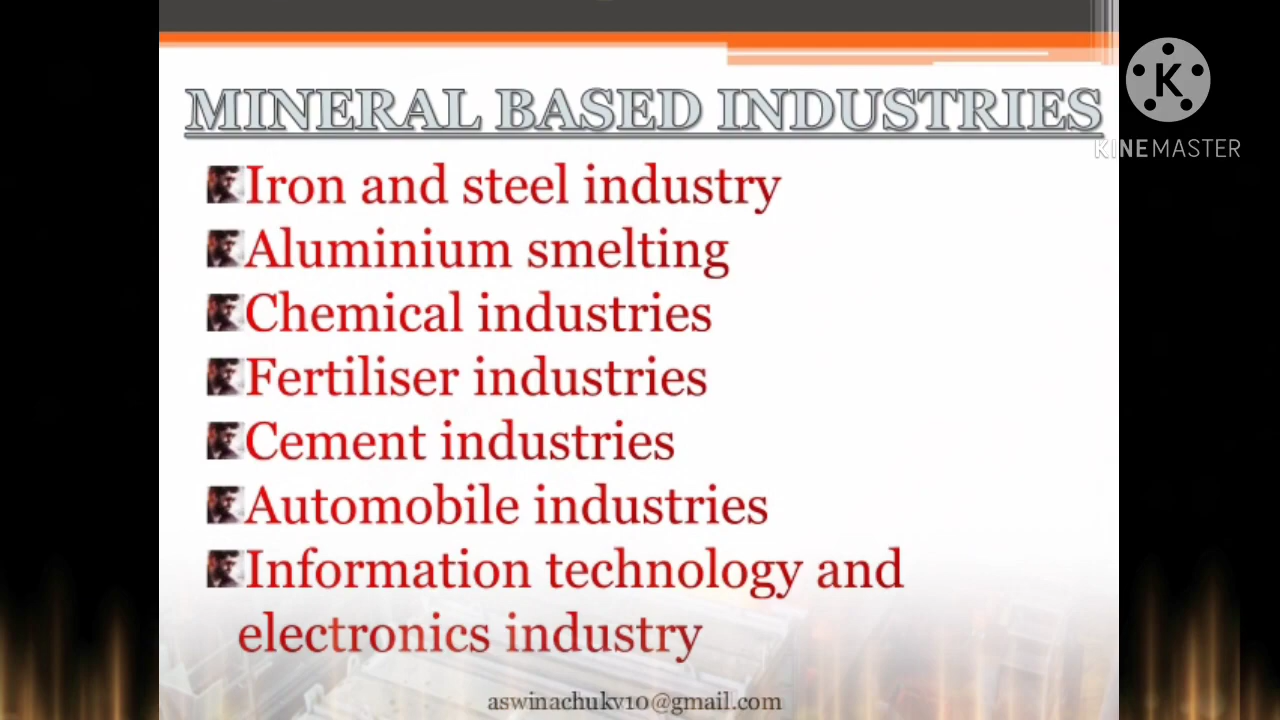 MINERAL BASED INDUSTRIES
K
KINEMASTER
Iron and steel industry
Aluminium smelting
Chemical industries
Fertiliser industries
Cement industries
Automobile industries
Information technology and
electronics industry
aswinachukv10@gmail.com